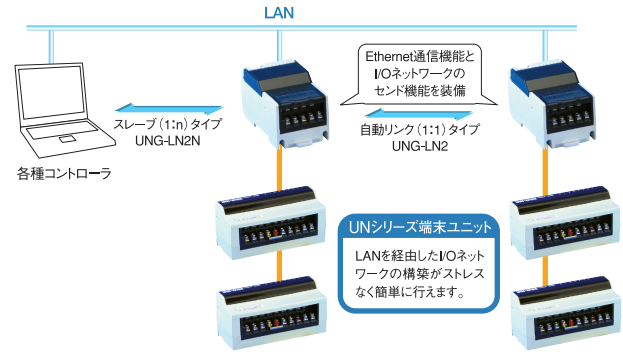 LAN
Ethernet通信機能と
I/Oネットワークの
センド機能を装備
スレーブ(1:n)タイプ
UNG-LN2N
自動リンク(1:1)タイプ
UNG-LN2
各種コントローラ
UNシリーズ端末ユニット
LANを経由したI/Oネット
ワークの構築がストレス
なく簡単に行えます。